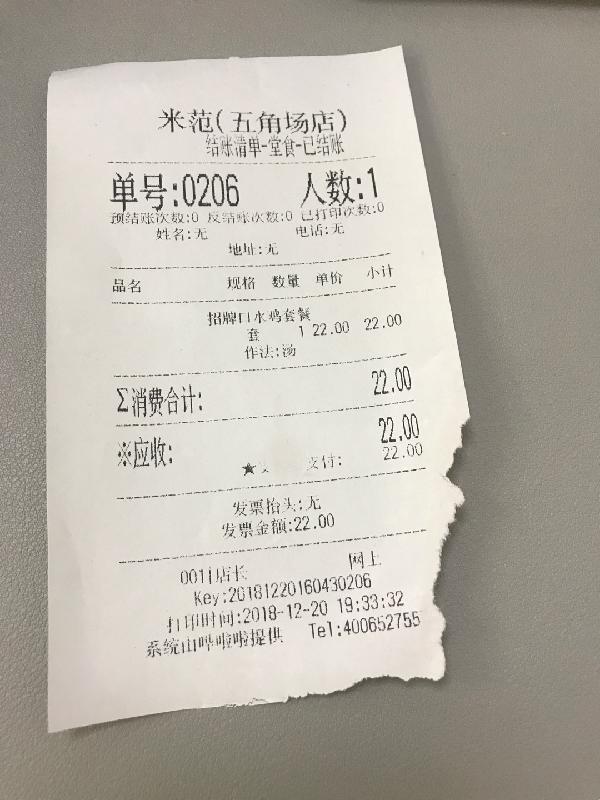 米范(五角场店)
结账清单-堂食-已结账
单号:0206 人数:1
预结账次数:0 反结账次数:0 已打印次数:0
姓名:无 电话:无
地址:无
品名 规格 数量 单价 小计
招牌口水鸡套餐
套 1 22.00 22.00
作法:汤
Σ消费合计: 22.00
※应收: 22.00
★ 支付: 22.00
发票抬头:无
发票金额:22.00
001|店长 网上
Key:20181220160430206
打印时间:2018-12-20 19:33:32
系统由哗啦啦提供 Tel:400652755